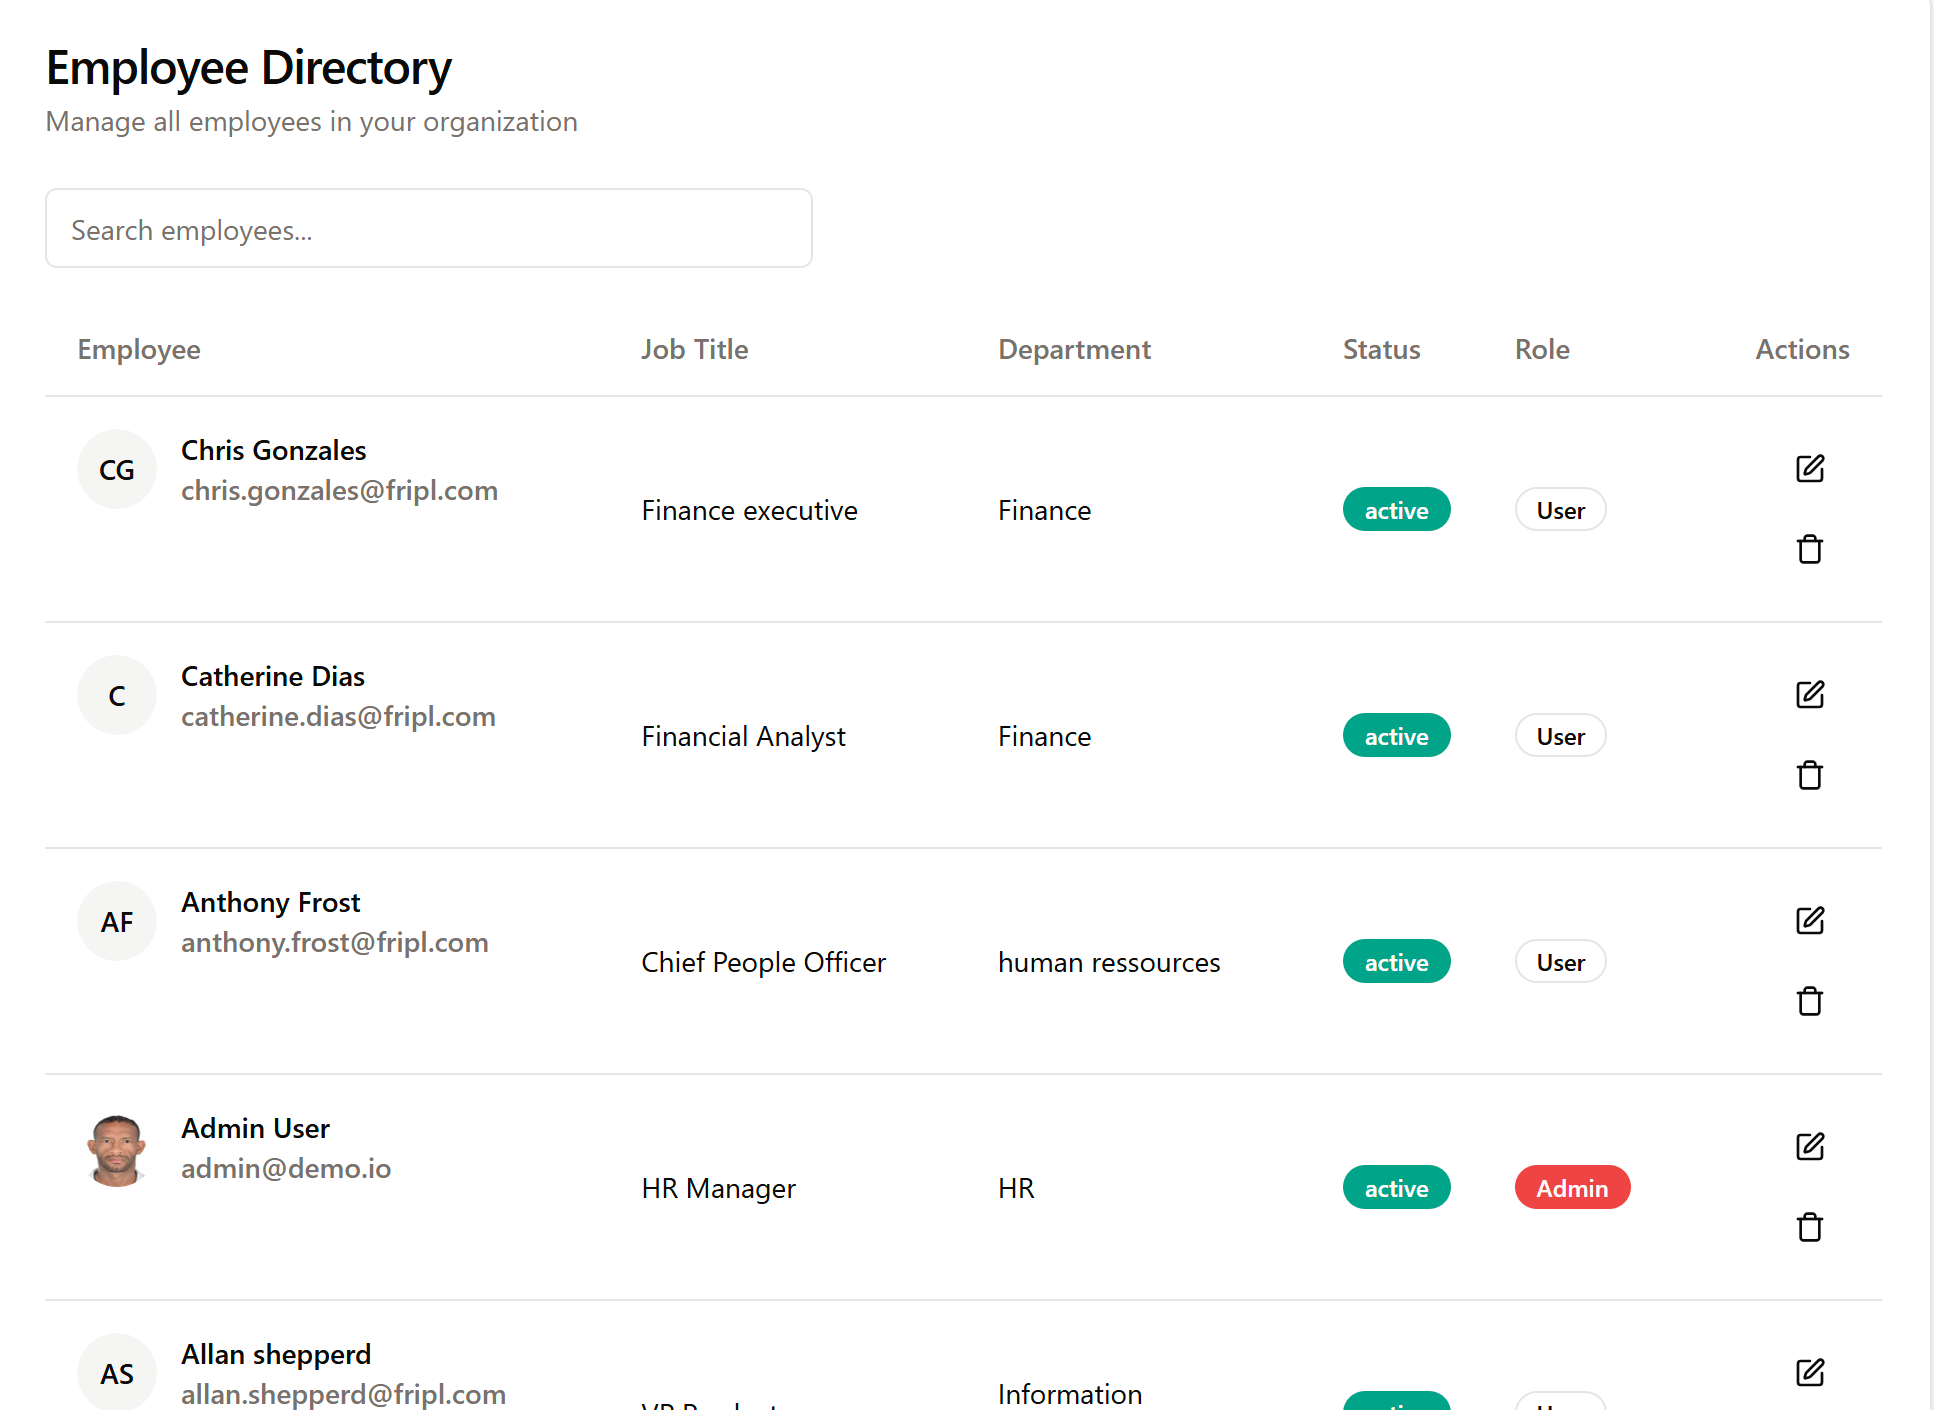 Employee Directory
Manage all employees in your organization
Search employees...
Employee Job Title Department Status Role Actions
CG Chris Gonzales
chris.gonzales@fripl.com
Finance executive Finance active User
C Catherine Dias
catherine.dias@fripl.com
Financial Analyst Finance active User
AF Anthony Frost
anthony.frost@fripl.com
Chief People Officer human ressources active User
Admin User
admin@demo.io
HR Manager HR active Admin
AS Allan shepperd
allan.shepperd@fripl.com
Information